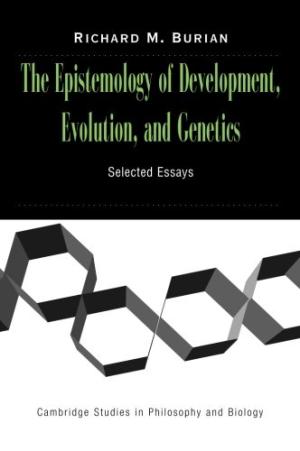 RICHARD M. BURIAN
The Epistemology of Development,
Evolution, and Genetics
Selected Essays
Cambridge Studies in Philosophy and Biology